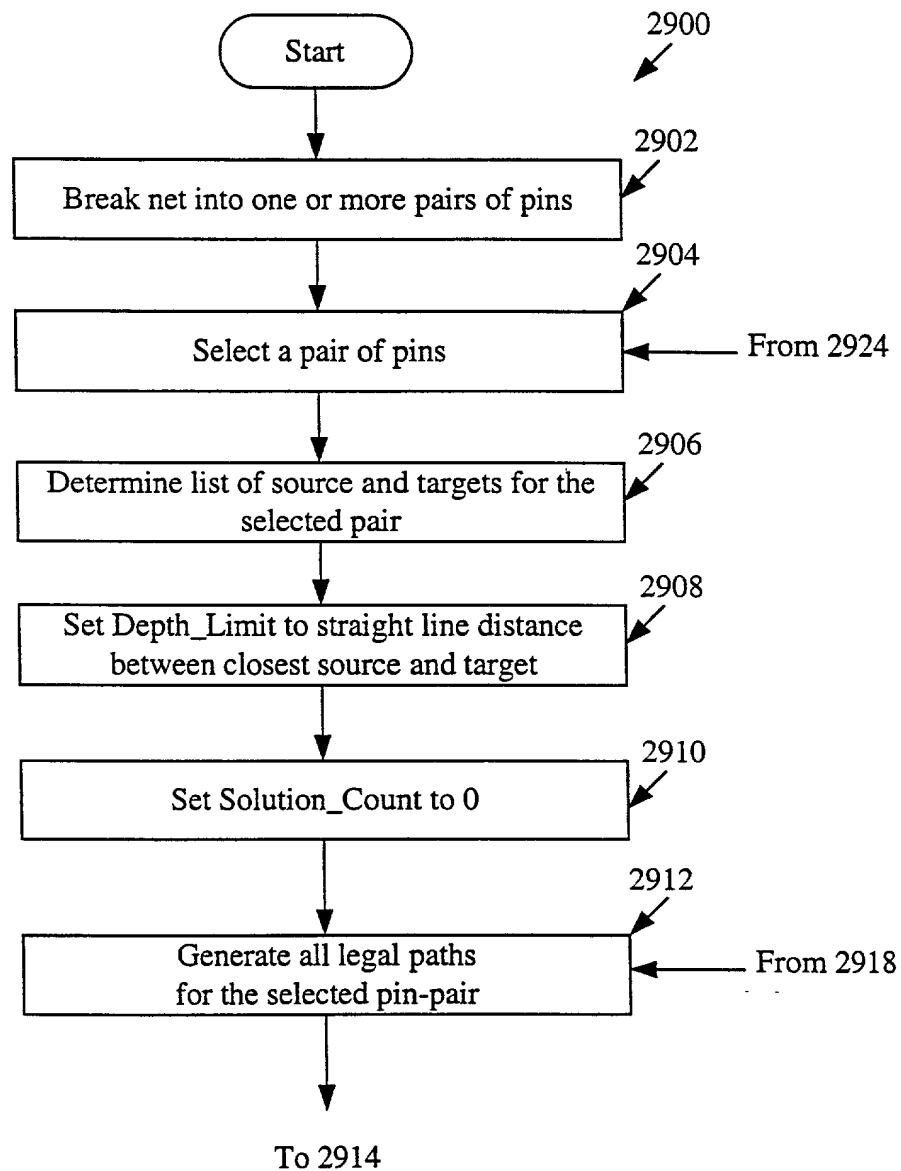 Start
2900
2902
Break net into one or more pairs of pins
2904
Select a pair of pins
From 2924
2906
Determine list of source and targets for the
selected pair
2908
Set Depth_Limit to straight line distance
between closest source and target
2910
Set Solution_Count to 0
2912
Generate all legal paths
for the selected pin-pair
From 2918
To 2914